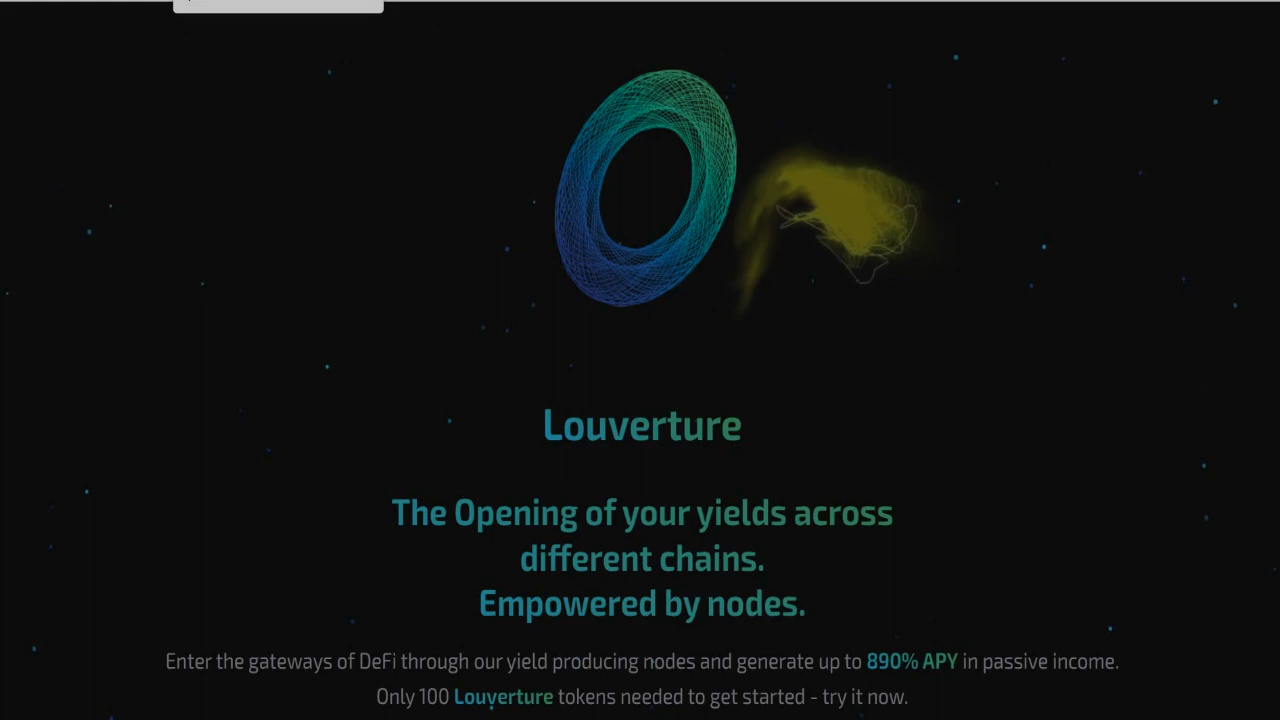 Louverture
The Opening of your yields across
different chains.
Empowered by nodes.
Enter the gateways of DeFi through our yield producing nodes and generate up to 890% APY in passive income.
Only 100 Louverture tokens needed to get started - try it now.